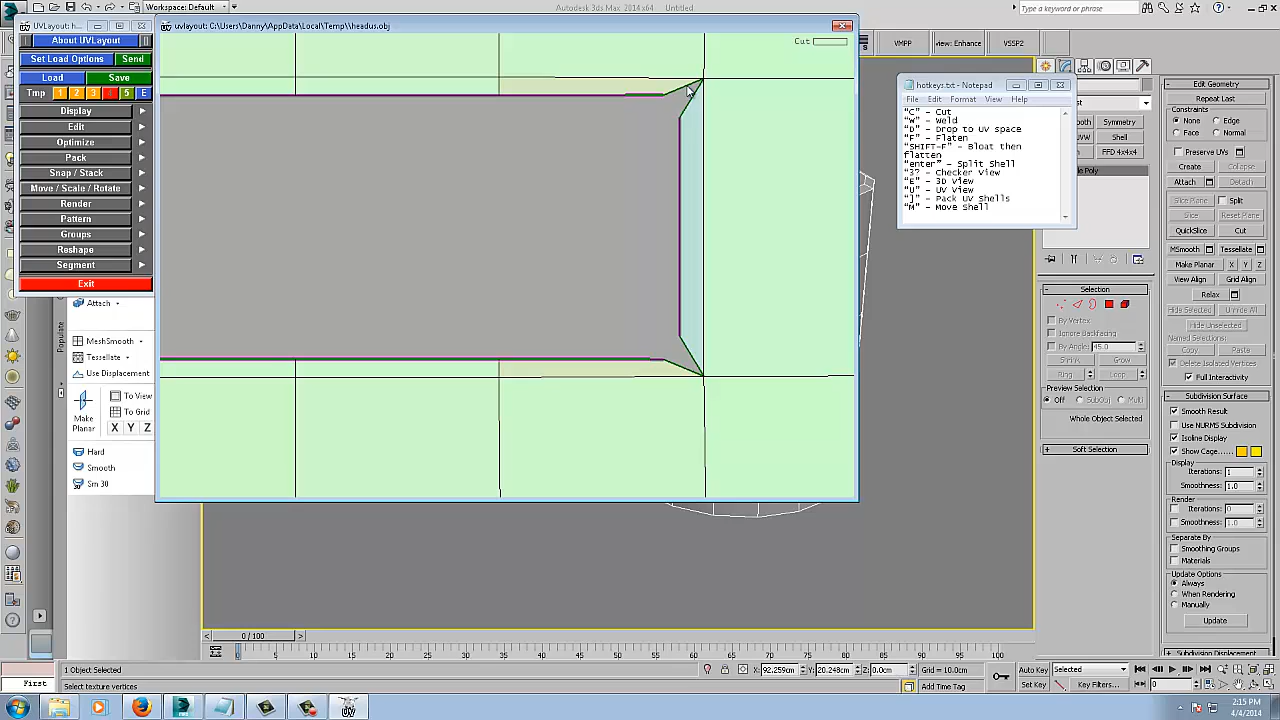 Workspace: Default
Autodesk 3ds Max 2014 x64
Untitled
Type a keyword or phrase
UVLayout: h...
About UVLayout
Set Load Options
Send
Load
Save
Tmp
1
2
3
5
E
Display
Edit
Optimize
Pack
Snap / Stack
Move / Scale / Rotate
Render
Pattern
Groups
Reshape
Segment
Exit
uvlayout: C:\Users\Danny\AppData\Local\Temp\\headus.obj
Cut
VMPP
view: Enhance
VSSP2
hotkeys.txt - Notepad
File
Edit
Format
View
Help
"C" - Cut
"W" - Weld
"D" - Drop to UV space
"F" - Flaten
"SHIFT-F" - Bloat then
flatten
"enter" - Split Shell
"3" - Checker View
"E" - 3D View
"U" - UV View
"]" - Pack UV Shells
"M" - Move Shell
Symmetry
Shell
FFD 4x4x4
Attach
MeshSmooth
Tessellate
Use Displacement
Populate
Make
Planar
To View
To Grid
X
Y
Z
Hard
Smooth
Sm 30
Edit Geometry
Repeat Last
Constraints
None
Edge
Face
Normal
Preserve UVs
Create
Collapse
Attach
Detach
Slice Plane
Split
Slice
Reset Plane
QuickSlice
Cut
MSmooth
Tessellate
Make Planar
X
Y
Z
View Align
Grid Align
Relax
Hide Selected
Unhide All
Hide Unselected
Named Selections:
Copy
Paste
Delete Isolated Vertices
Full Interactivity
Selection
By Vertex
Ignore Backfacing
By Angle:
45.0
Shrink
Grow
Ring
Loop
Preview Selection
Off
SubObj
Multi
Whole Object Selected
Soft Selection
Subdivision Surface
Smooth Result
Use NURMS Subdivision
Isoline Display
Show Cage......
Display
Iterations:
1
Smoothness:
1.0
Render
Iterations:
0
Smoothness:
1.0
Separate By
Smoothing Groups
Materials
Update Options
Always
When Rendering
Manually
Update
Subdivision Displacement
0 / 100
0
5
10
15
20
25
30
35
40
45
50
55
60
65
70
75
80
85
90
95
100
First
1 Object Selected
Select texture vertices
X:
92.259cm
Y:
20.248cm
Z:
0.0cm
Grid = 10.0cm
Add Time Tag
Auto Key
Selected
Set Key
Key Filters...
0
2:15 PM
4/4/2014